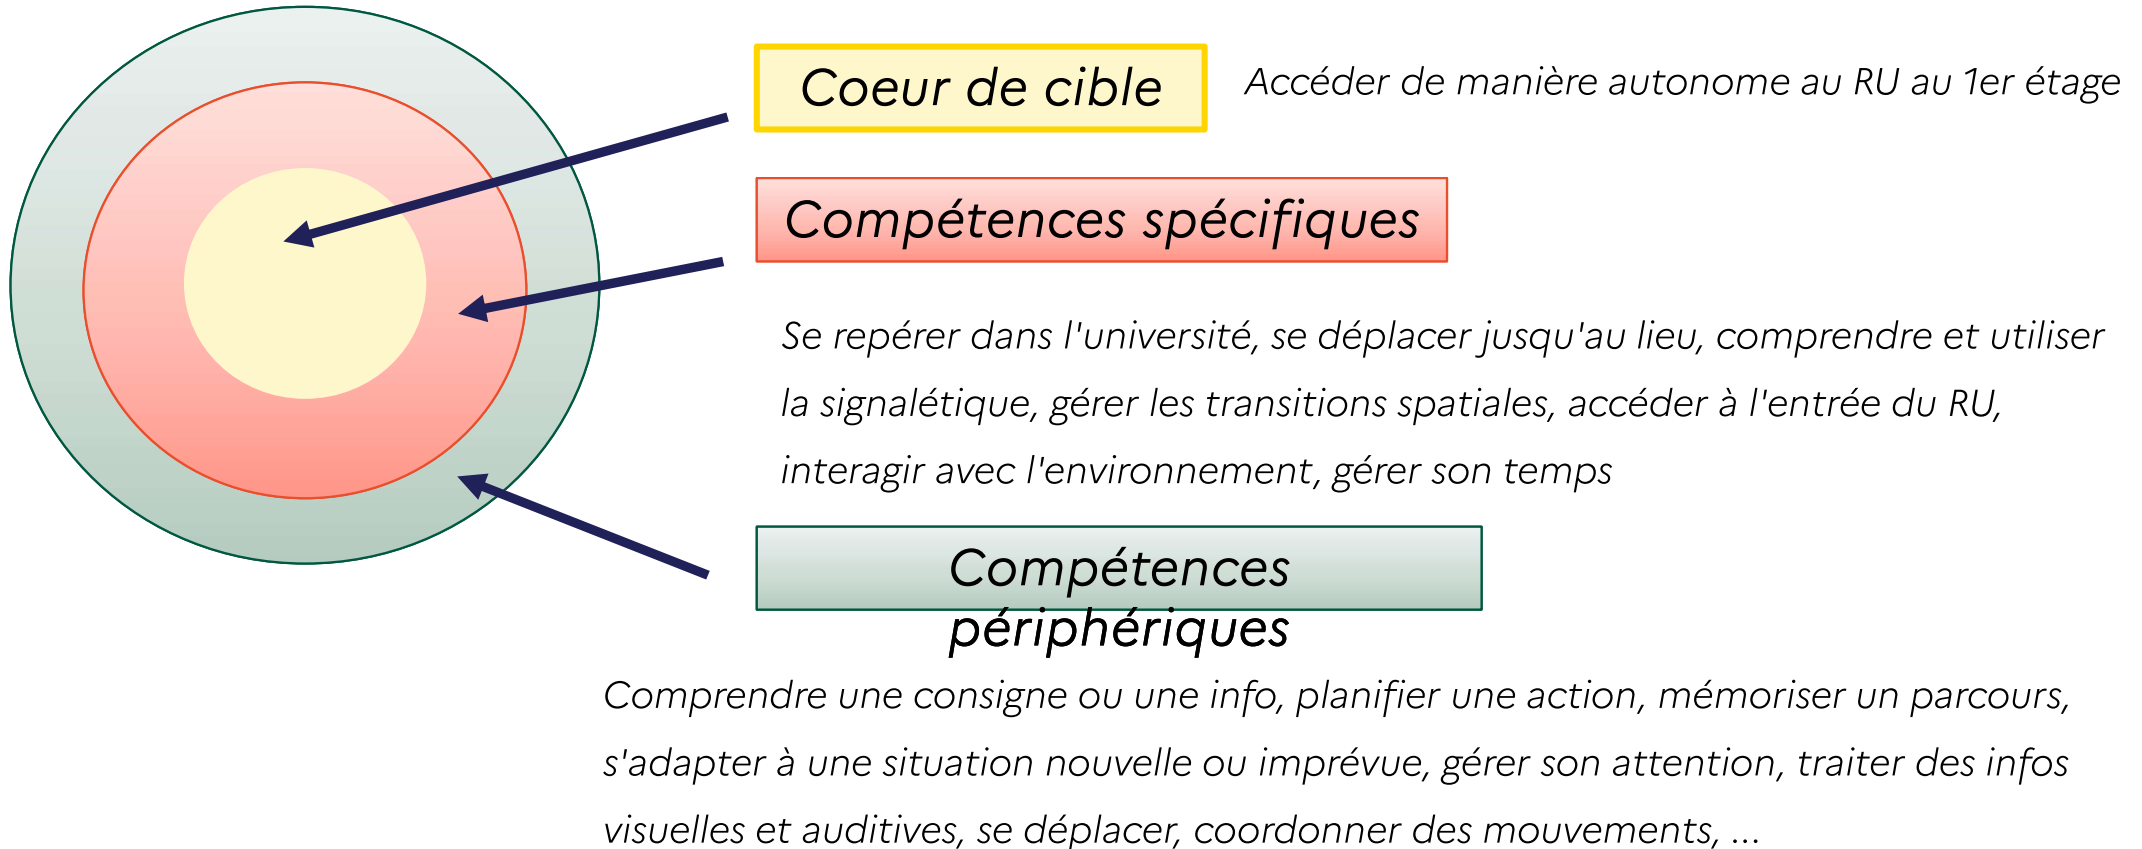 Coeur de cible
Accéder de manière autonome au RU au 1er étage
Compétences spécifiques
Se repérer dans l'université, se déplacer jusqu'au lieu, comprendre et utiliser
la signalétique, gérer les transitions spatiales, accéder à l'entrée du RU,
interagir avec l'environnement, gérer son temps
Compétences
périphériques
Comprendre une consigne ou une info, planifier une action, mémoriser un parcours,
s'adapter à une situation nouvelle ou imprévue, gérer son attention, traiter des infos
visuelles et auditives, se déplacer, coordonner des mouvements, ...